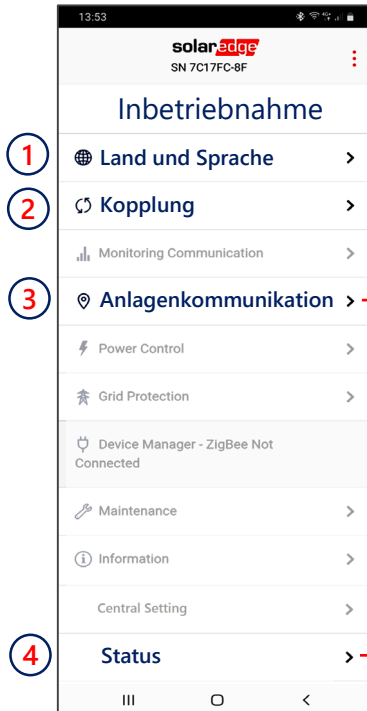 13:53
solaredge
SN 7C17FC-8F
Inbetriebnahme
1 Land und Sprache
2 Kopplung
Monitoring Communication
3 Anlagenkommunikation
Power Control
Grid Protection
Device Manager - ZigBee Not
Connected
Maintenance
Information
Central Setting
4 Status